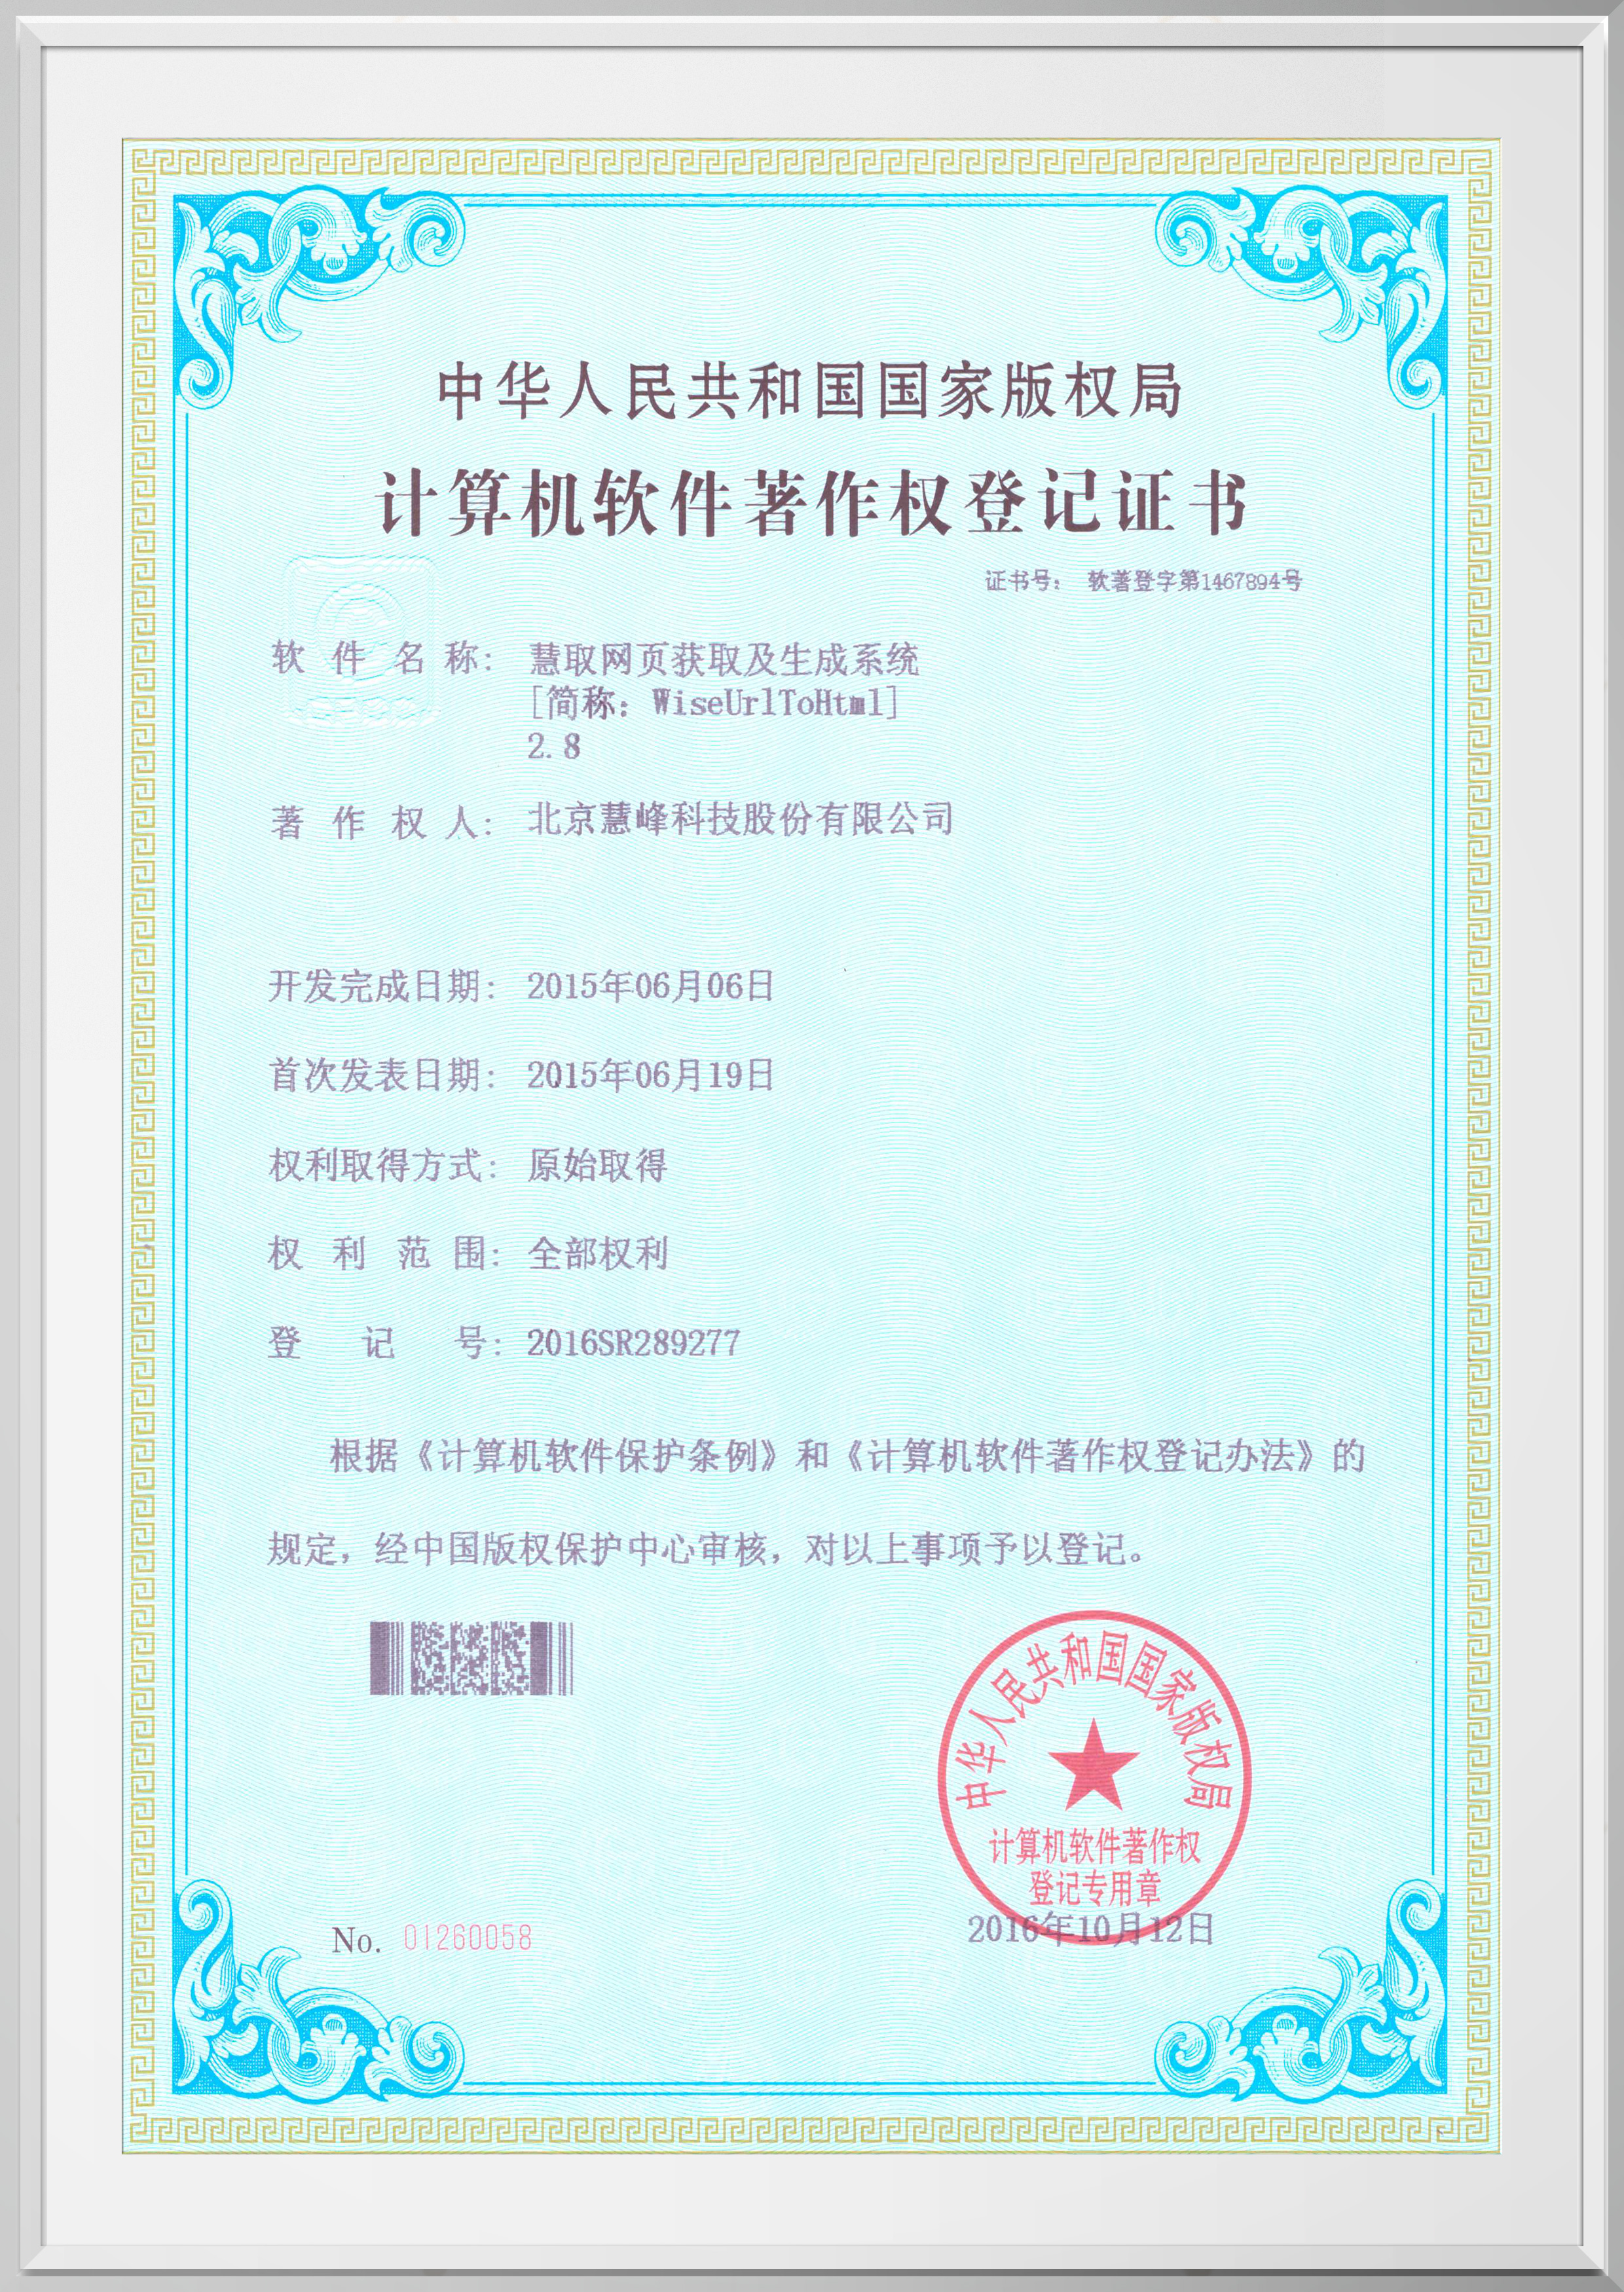 中华人民共和国国家版权局
计算机软件著作权登记证书
证书号： 软著登字第1467894号
软件名称： 慧取网页获取及生成系统
[简称：WiseUrlToHtml]
2.8
著作权人： 北京慧峰科技股份有限公司
开发完成日期： 2015年06月06日
首次发表日期： 2015年06月19日
权利取得方式： 原始取得
权利范围： 全部权利
登记号： 2016SR289277
根据《计算机软件保护条例》和《计算机软件著作权登记办法》的
规定，经中国版权保护中心审核，对以上事项予以登记。
中华人民共和国国家版权局
计算机软件著作权
登记专用章
No. 01260058
2016年10月12日